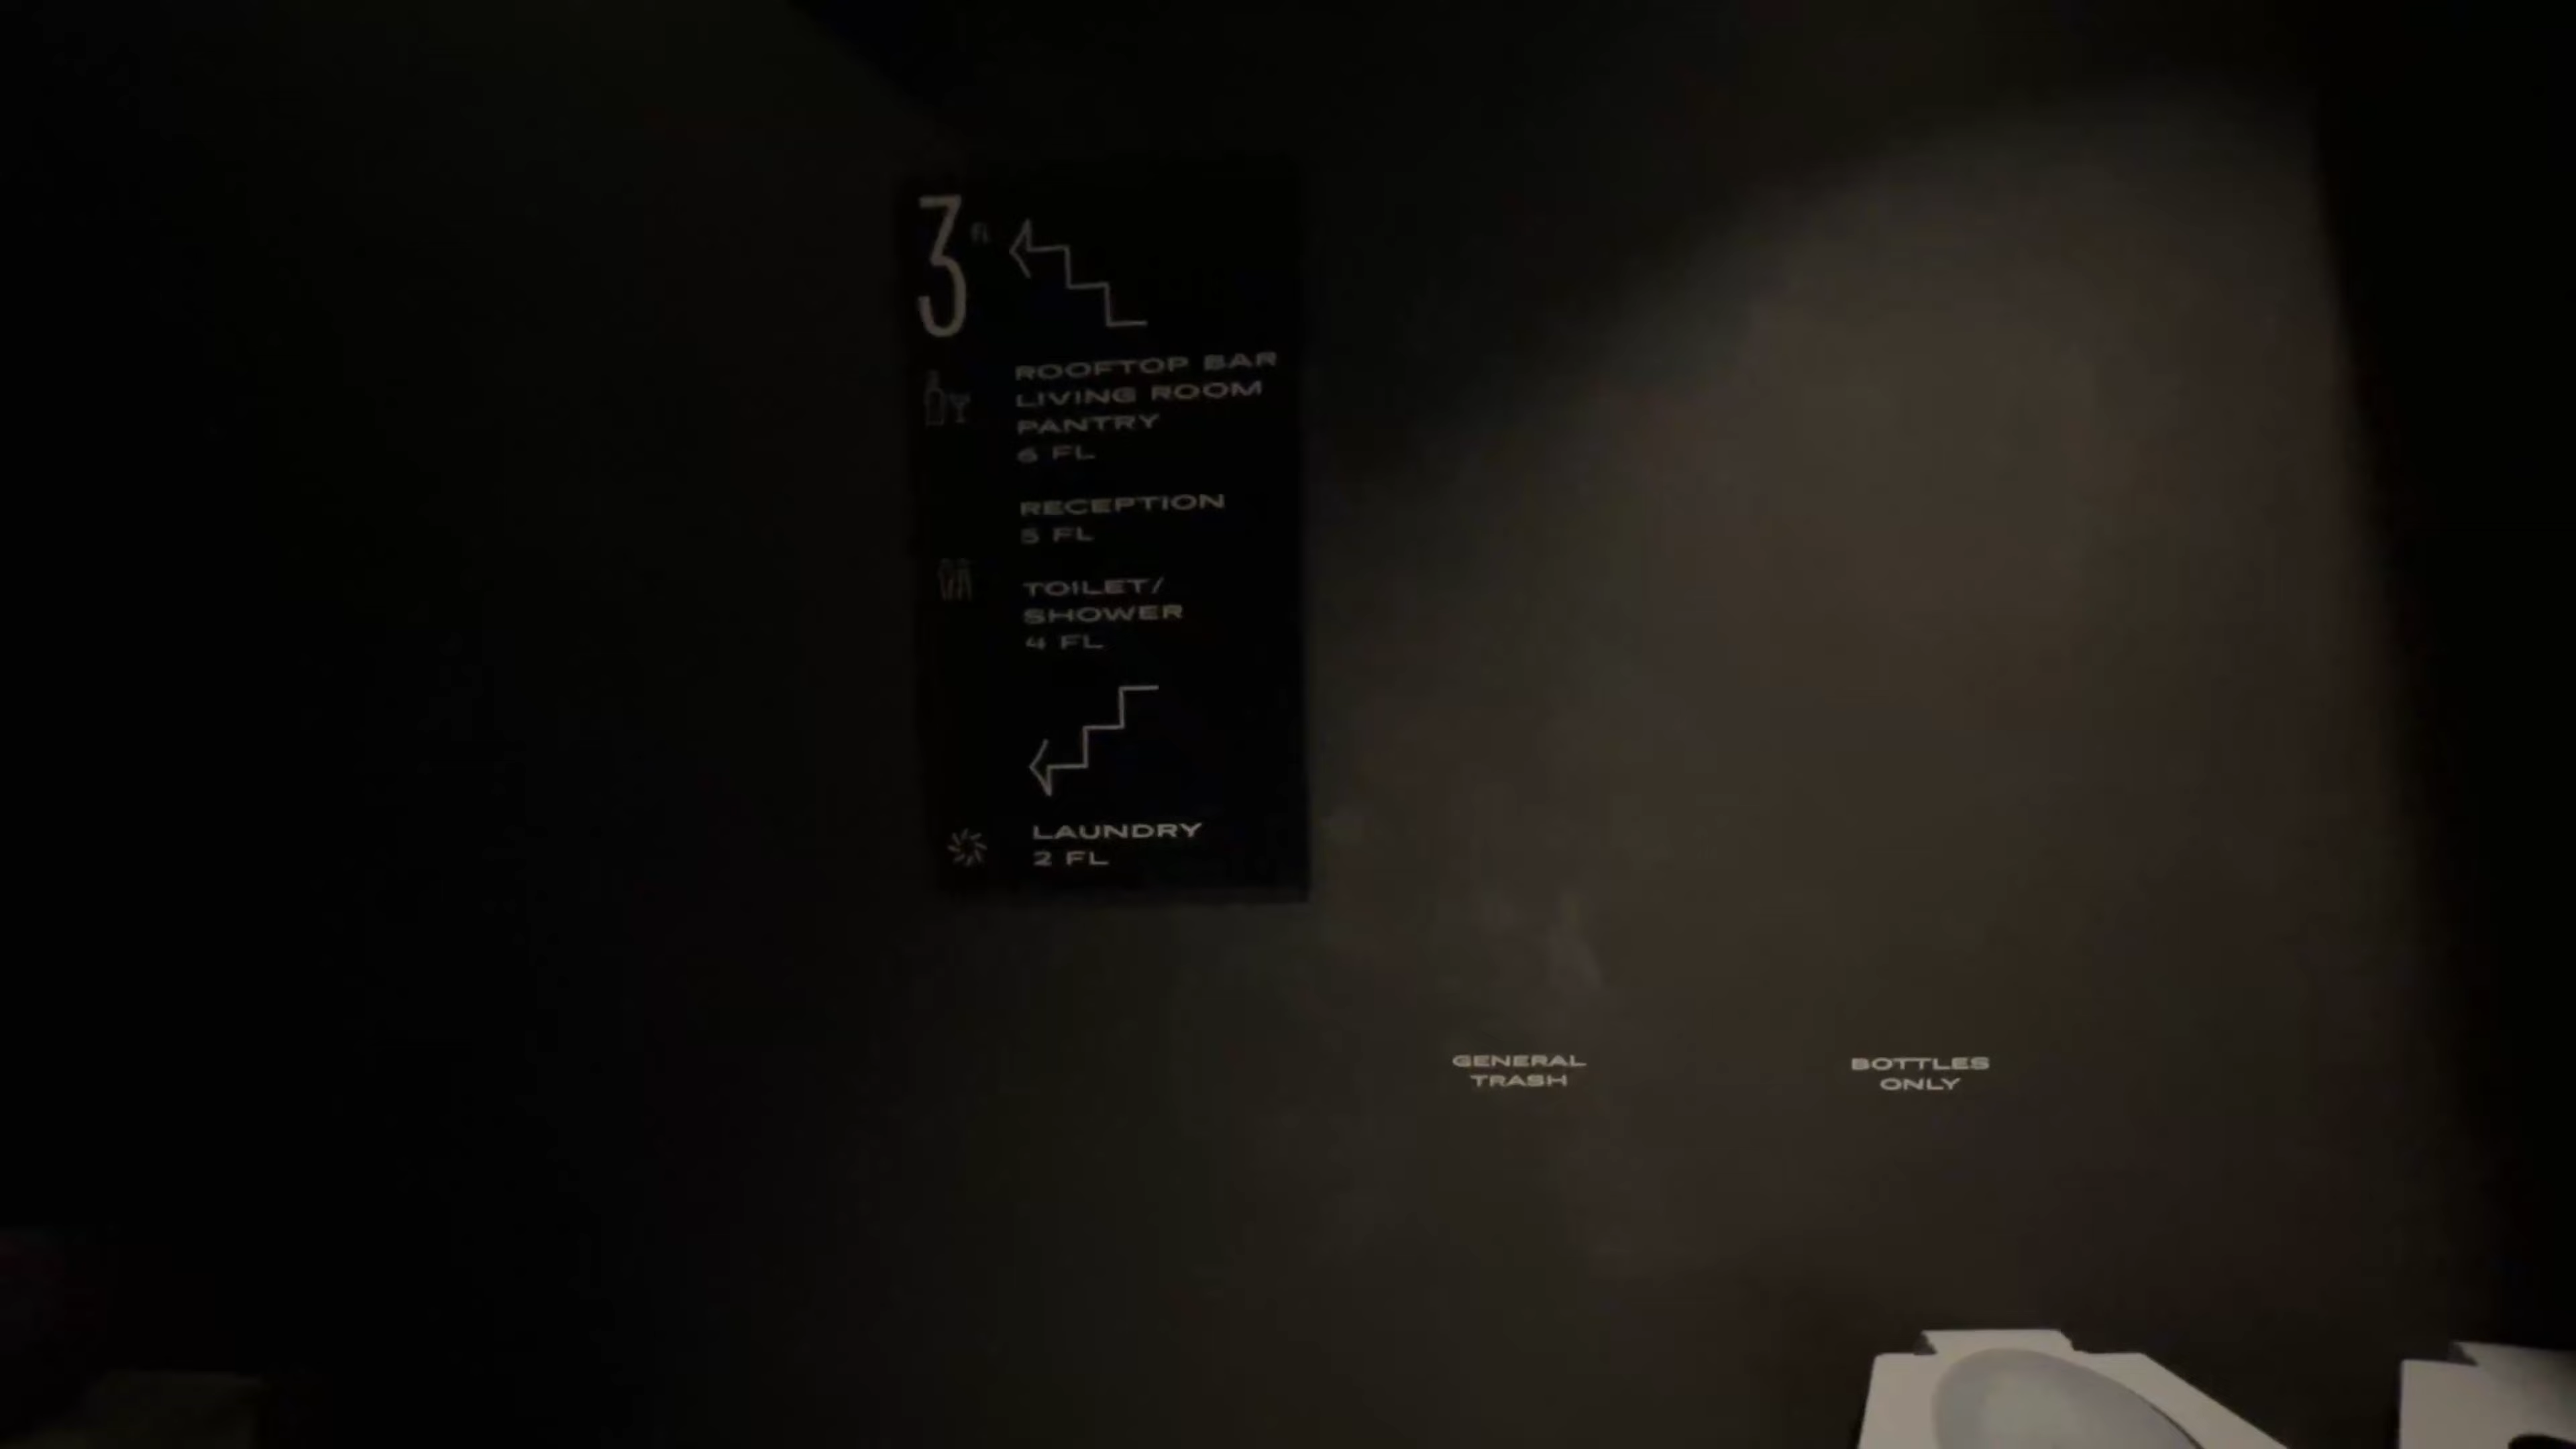 3 FL
ROOFTOP BAR
LIVING ROOM
PANTRY
6 FL
RECEPTION
5 FL
TOILET/
SHOWER
4 FL
LAUNDRY
2 FL
GENERAL
TRASH
BOTTLES
ONLY